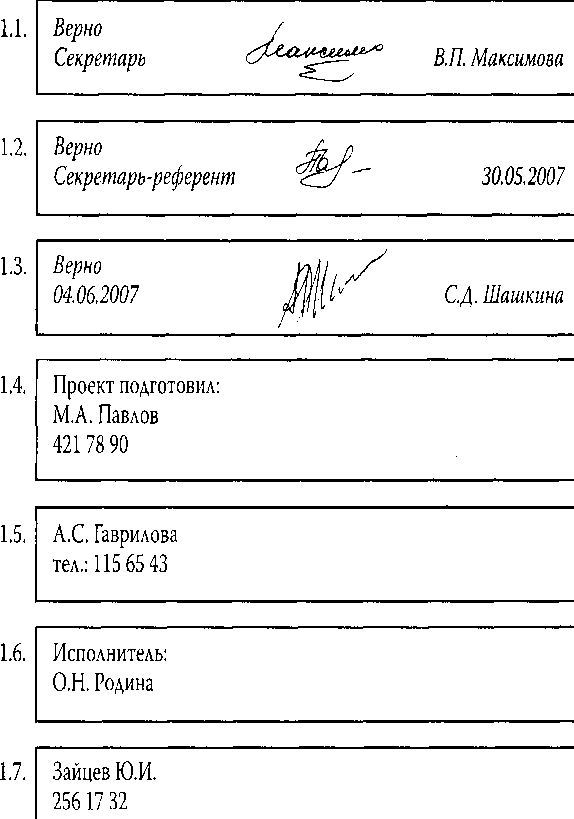 1.1. Верно
Секретарь В.П. Максимова
1.2. Верно
Секретарь-референт 30.05.2007
1.3. Верно
04.06.2007 С.Д. Шашкина
1.4. Проект подготовил:
М.А. Павлов
421 78 90
1.5. А.С. Гаврилова
тел.: 115 65 43
1.6. Исполнитель:
О.Н. Родина
1.7. Зайцев Ю.И.
256 17 32